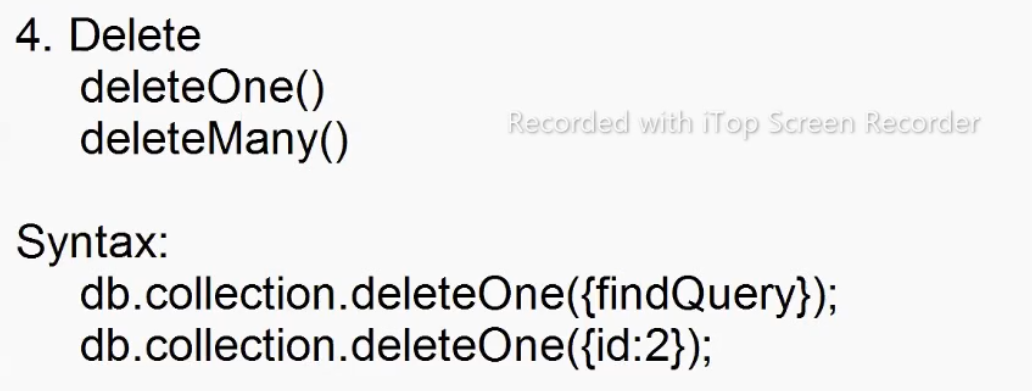 4. Delete
deleteOne()
deleteMany()
Recorded with iTop Screen Recorder
Syntax:
db.collection.deleteOne({findQuery});
db.collection.deleteOne({id:2});